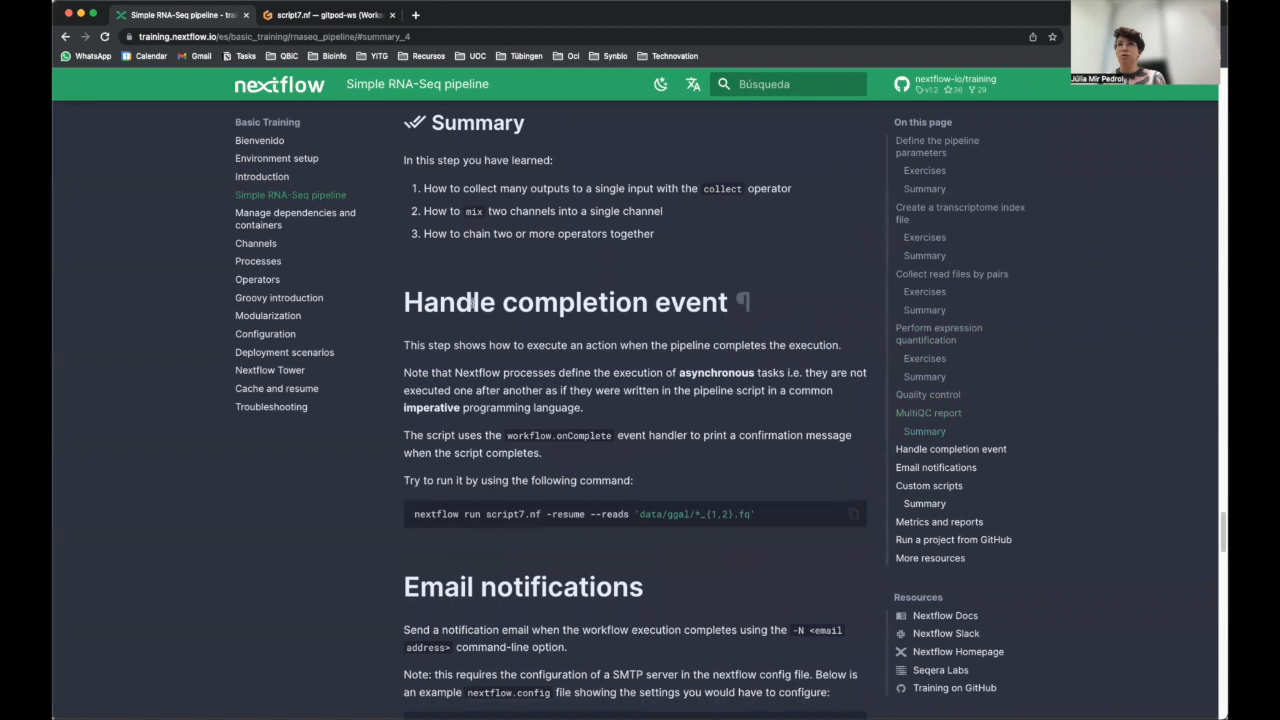 Simple RNA-Seq pipeline - trai
script7.nf — gitpod-ws (Works
training.nextflow.io/es/basic_training/rnaseq_pipeline/#summary_4
WhatsApp
Calendar
Gmail
Tasks
QBiC
Bioinfo
YITG
Recursos
UOC
Tübingen
Oci
Synbio
Technovation
Júlia Mir Pedrol
nextflow
Simple RNA-Seq pipeline
Búsqueda
nextflow-io/training
v1.2 36 29
Basic Training
Bienvenido
Environment setup
Introduction
Simple RNA-Seq pipeline
Manage dependencies and
containers
Channels
Processes
Operators
Groovy introduction
Modularization
Configuration
Deployment scenarios
Nextflow Tower
Cache and resume
Troubleshooting
Summary
In this step you have learned:
1. How to collect many outputs to a single input with the collect operator
2. How to mix two channels into a single channel
3. How to chain two or more operators together
Handle completion event ¶
This step shows how to execute an action when the pipeline completes the execution.
Note that Nextflow processes define the execution of asynchronous tasks i.e. they are not
executed one after another as if they were written in the pipeline script in a common
imperative programming language.
The script uses the workflow.onComplete event handler to print a confirmation message
when the script completes.
Try to run it by using the following command:
nextflow run script7.nf -resume --reads 'data/ggal/*_{1,2}.fq'
Email notifications
Send a notification email when the workflow execution completes using the -N <email
address> command-line option.
Note: this requires the configuration of a SMTP server in the nextflow config file. Below is
an example nextflow.config file showing the settings you would have to configure:
On this page
Define the pipeline
parameters
Exercises
Summary
Create a transcriptome index
file
Exercises
Summary
Collect read files by pairs
Exercises
Summary
Perform expression
quantification
Exercises
Summary
Quality control
MultiQC report
Summary
Handle completion event
Email notifications
Custom scripts
Summary
Metrics and reports
Run a project from GitHub
More resources
Resources
Nextflow Docs
Nextflow Slack
Nextflow Homepage
Seqera Labs
Training on GitHub